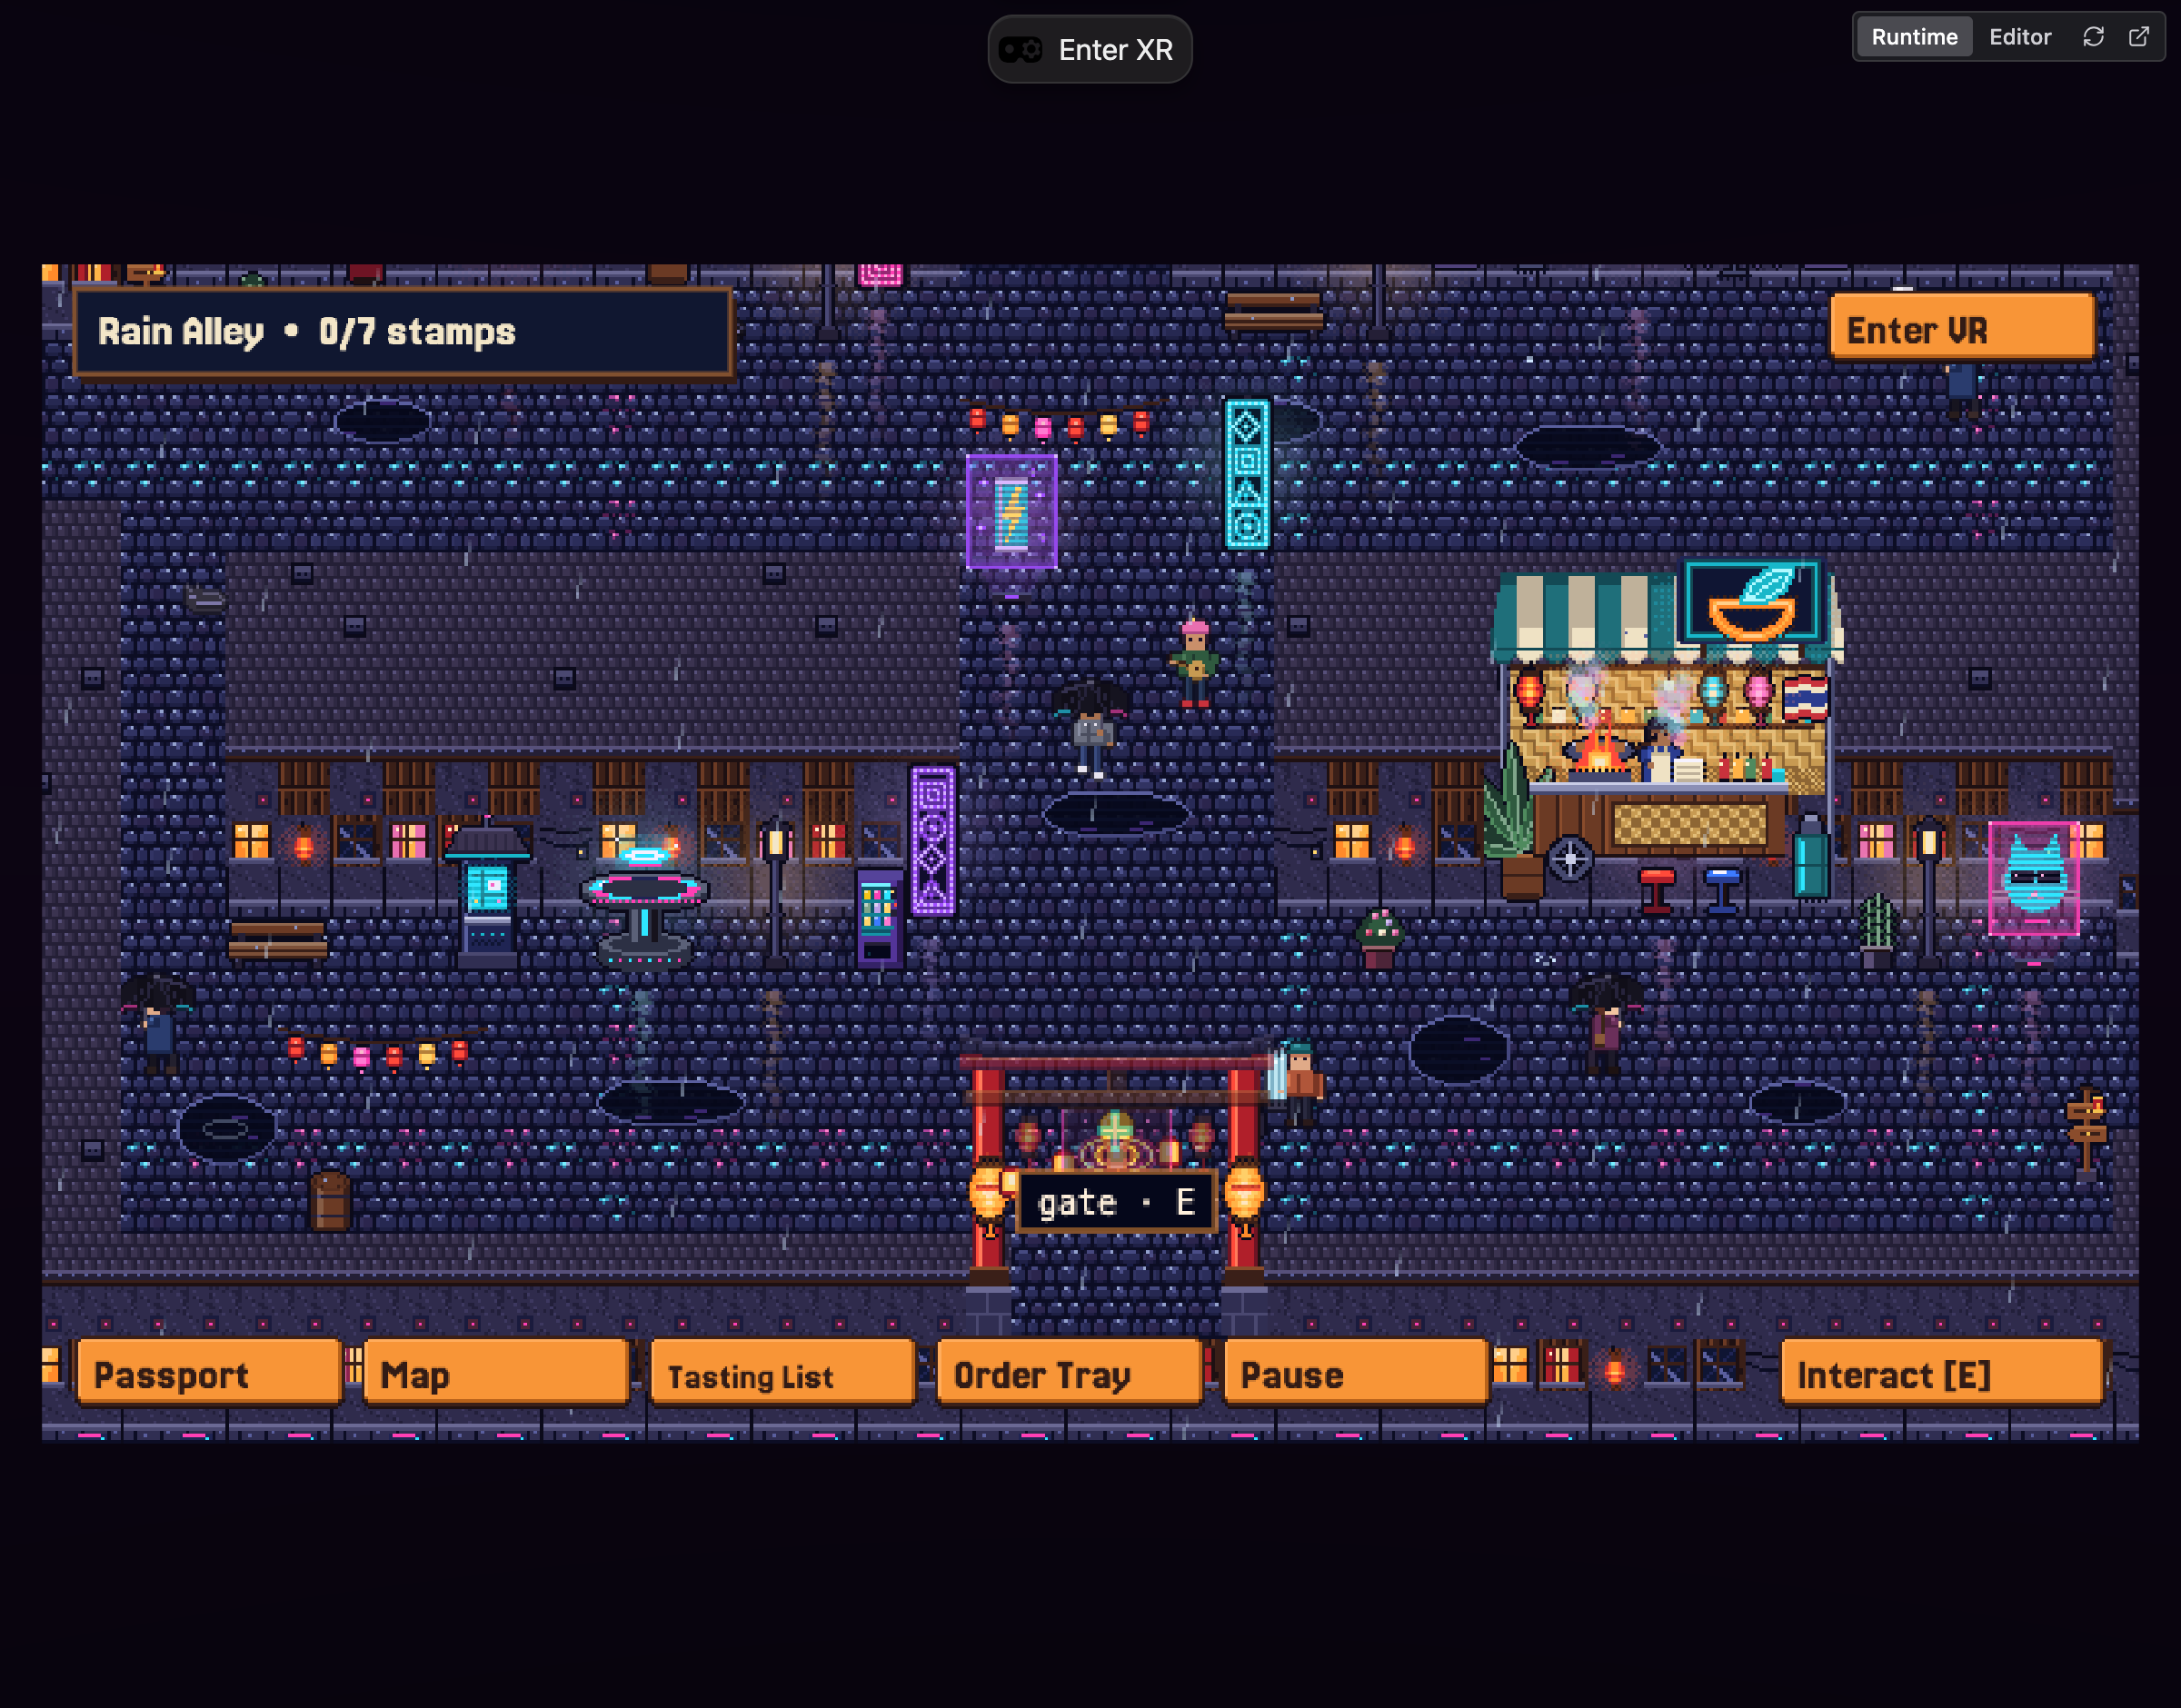 Enter XR
Runtime Editor
Rain Alley • 0/7 stamps
Enter VR
gate · E
Passport
Map
Tasting List
Order Tray
Pause
Interact [E]